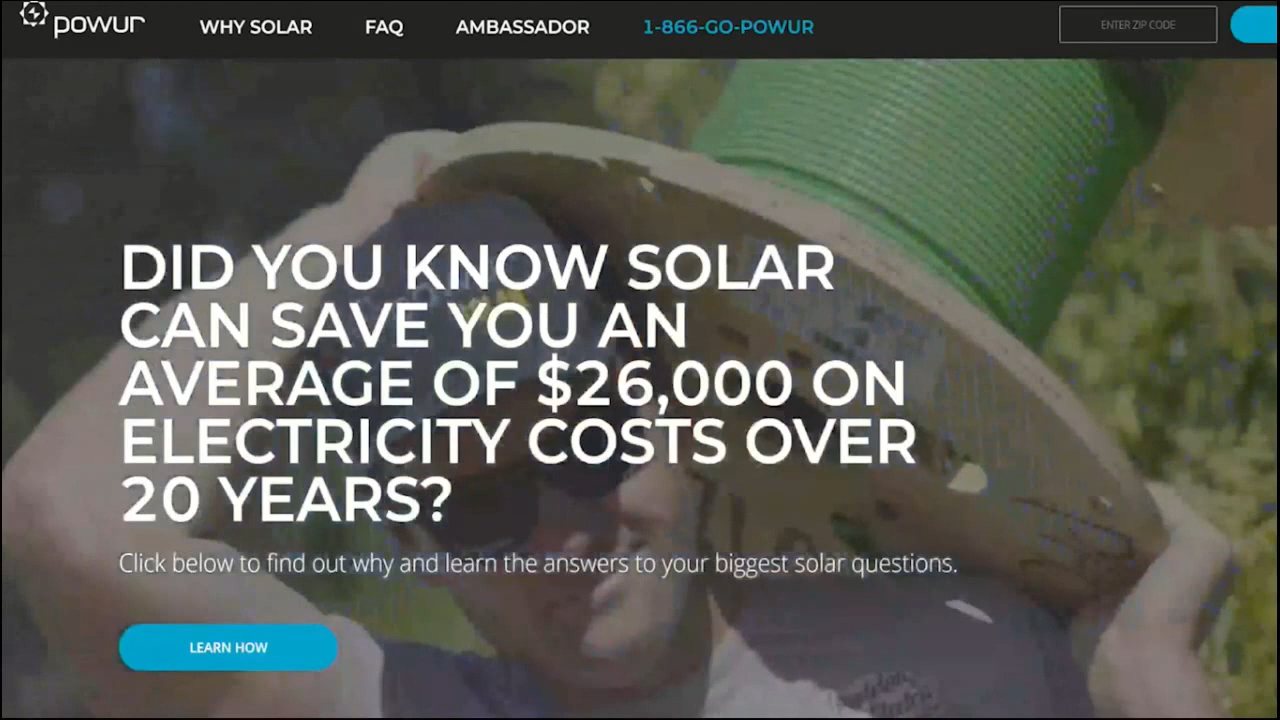 powur
WHY SOLAR
FAQ
AMBASSADOR
1-866-GO-POWUR
ENTER ZIP CODE
DID YOU KNOW SOLAR
CAN SAVE YOU AN
AVERAGE OF $26,000 ON
ELECTRICITY COSTS OVER
20 YEARS?
Click below to find out why and learn the answers to your biggest solar questions.
LEARN HOW